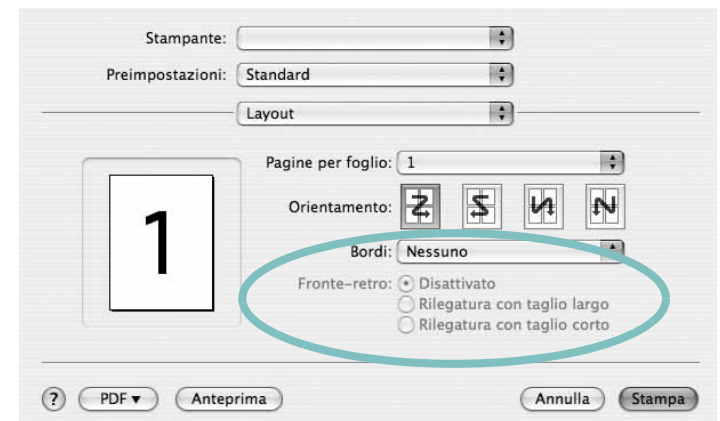 Stampante:
Preimpostazioni: Standard
Layout
Pagine per foglio: 1
1
Orientamento:
Bordi: Nessuno
Fronte-retro: Disattivato
Rilegatura con taglio largo
Rilegatura con taglio corto
? PDF▼ Anteprima Annulla Stampa